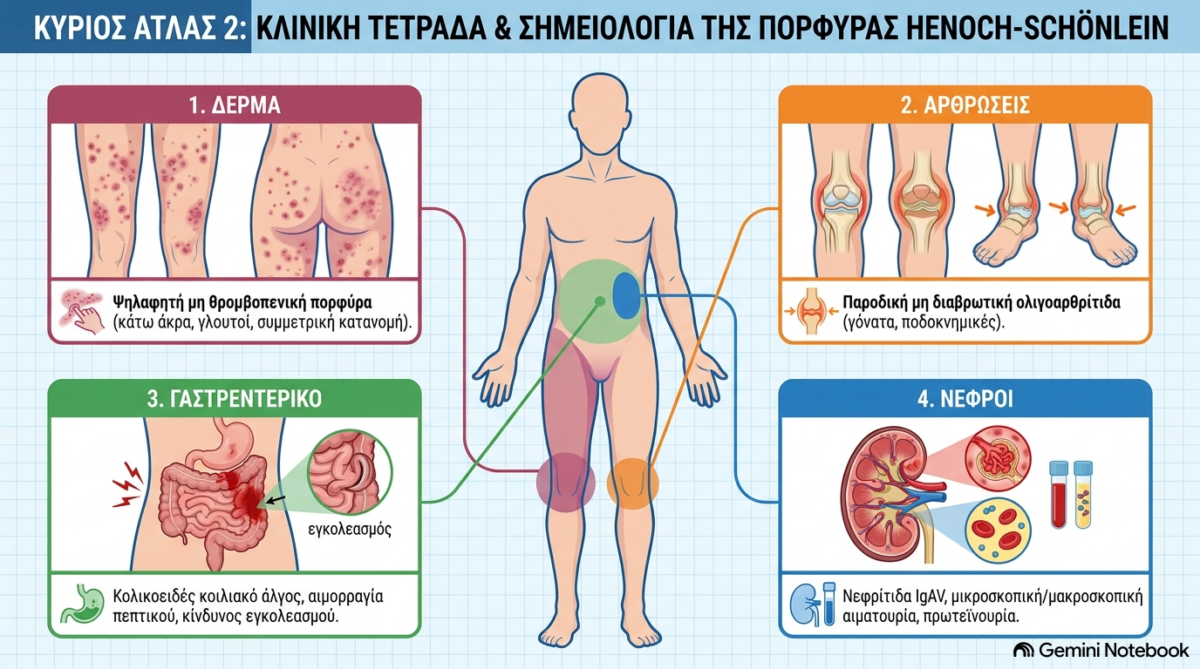 ΚΥΡΙΟΣ ΑΤΛΑΣ 2: ΚΛΙΝΙΚΗ ΤΕΤΡΑΔΑ & ΣΗΜΕΙΟΛΟΓΙΑ ΤΗΣ ΠΟΡΦΥΡΑΣ HENOCH-SCHÖNLEIN
1. ΔΕΡΜΑ
Ψηλαφητή μη θρομβοπενική πορφύρα
(κάτω άκρα, γλουτοί, συμμετρική κατανομή).
2. ΑΡΘΡΩΣΕΙΣ
Παροδική μη διαβρωτική ολιγοαρθρίτιδα
(γόνατα, ποδοκνημικές).
3. ΓΑΣΤΡΕΝΤΕΡΙΚΟ
εγκολεασμός
Κολικοειδές κοιλιακό άλγος, αιμορραγία
πεπτικού, κίνδυνος εγκολεασμού.
4. ΝΕΦΡΟΙ
Νεφρίτιδα IgAV, μικροσκοπική/μακροσκοπική
αιματουρία, πρωτεϊνουρία.
Gemini Notebook